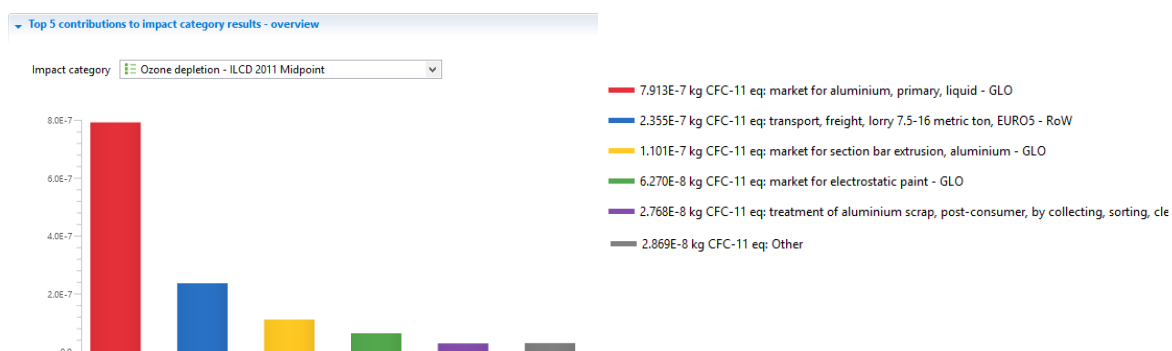 Top 5 contributions to impact category results - overview
Impact category Ozone depletion - ILCD 2011 Midpoint
8.0E-7
6.0E-7
4.0E-7
2.0E-7
7.913E-7 kg CFC-11 eq: market for aluminium, primary, liquid - GLO
2.355E-7 kg CFC-11 eq: transport, freight, lorry 7.5-16 metric ton, EURO5 - RoW
1.101E-7 kg CFC-11 eq: market for section bar extrusion, aluminium - GLO
6.270E-8 kg CFC-11 eq: market for electrostatic paint - GLO
2.768E-8 kg CFC-11 eq: treatment of aluminium scrap, post-consumer, by collecting, sorting, cle
2.869E-8 kg CFC-11 eq: Other